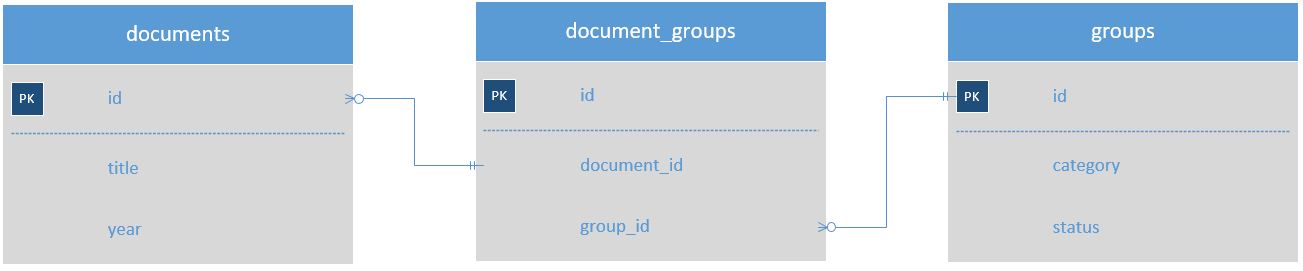 documents
PK id
title
year
document_groups
PK id
document_id
group_id
groups
PK id
category
status